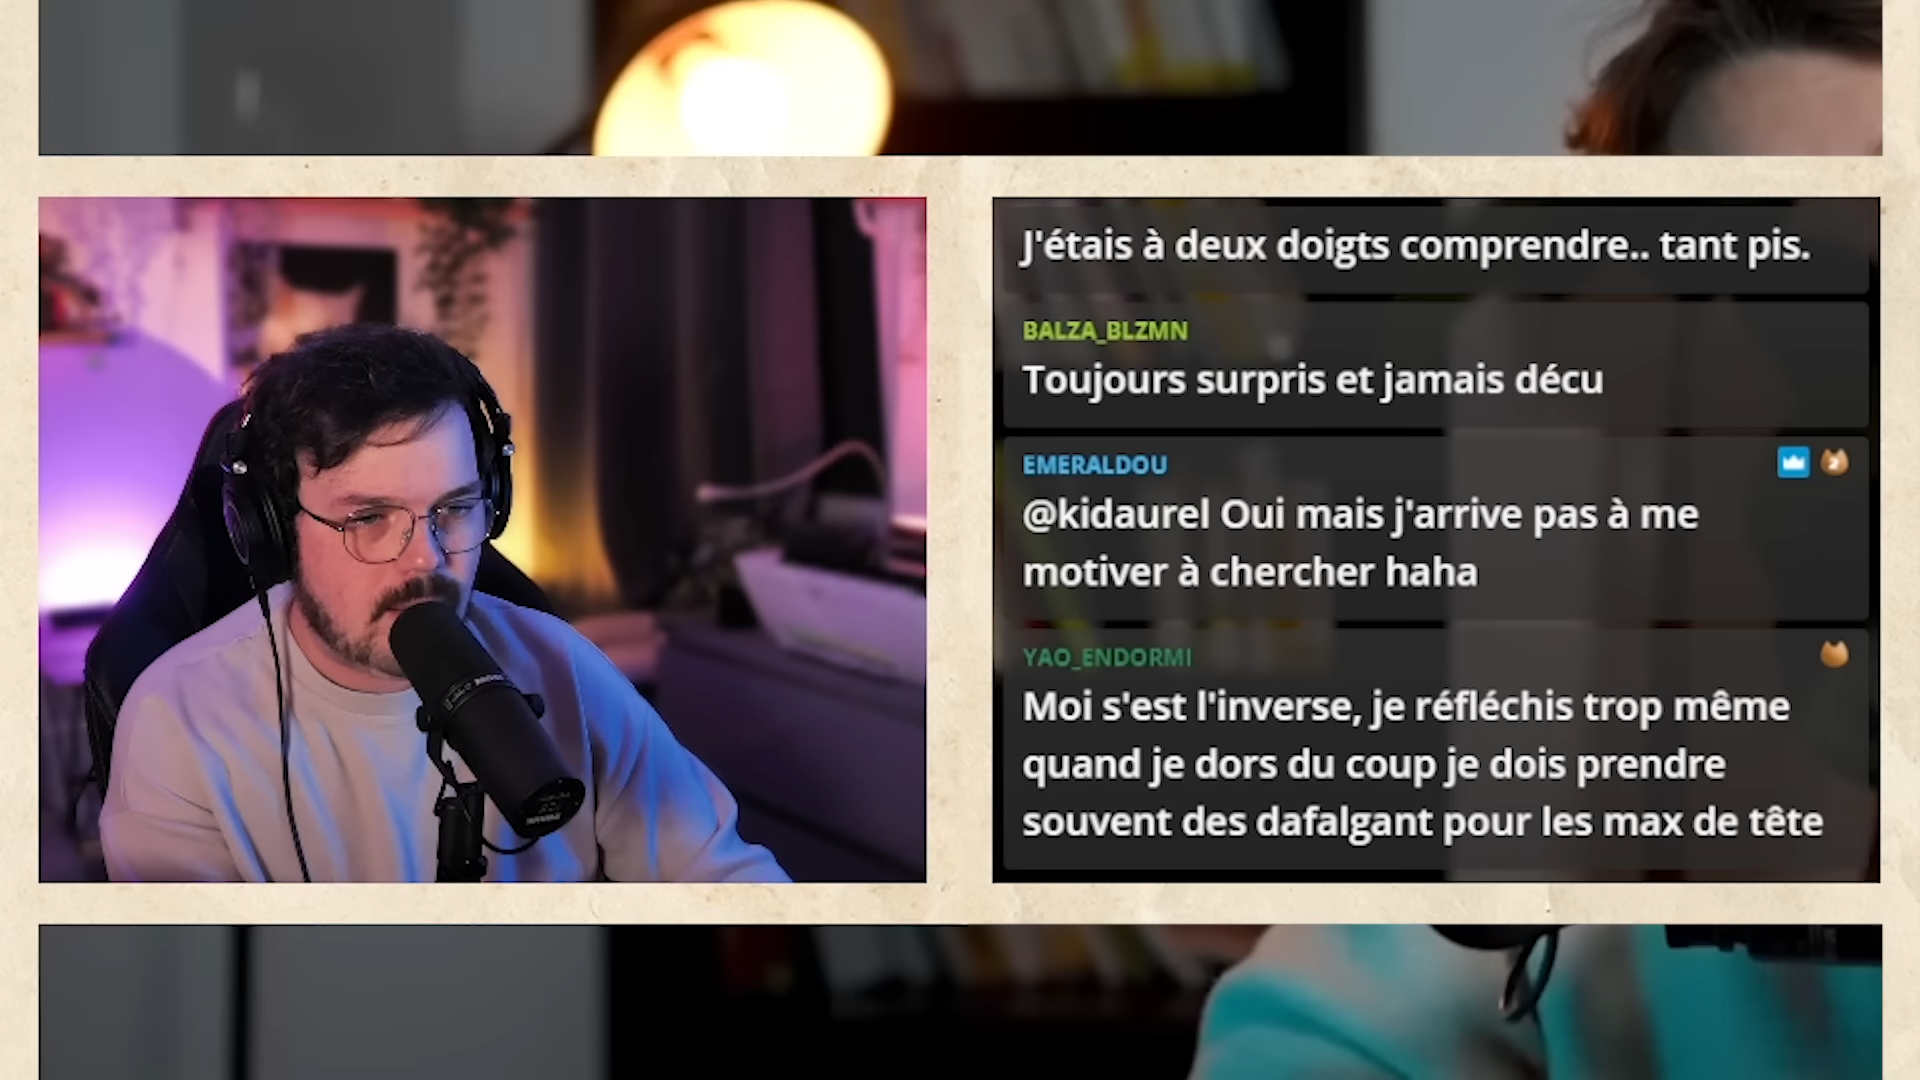 J'étais à deux doigts comprendre.. tant pis.
BALZA_BLZMN
Toujours surpris et jamais décu
EMERALDOU
@kidaurel Oui mais j'arrive pas à me
motiver à chercher haha
YAO_ENDORMI
Moi s'est l'inverse, je réfléchis trop même
quand je dors du coup je dois prendre
souvent des dafalgant pour les max de tête